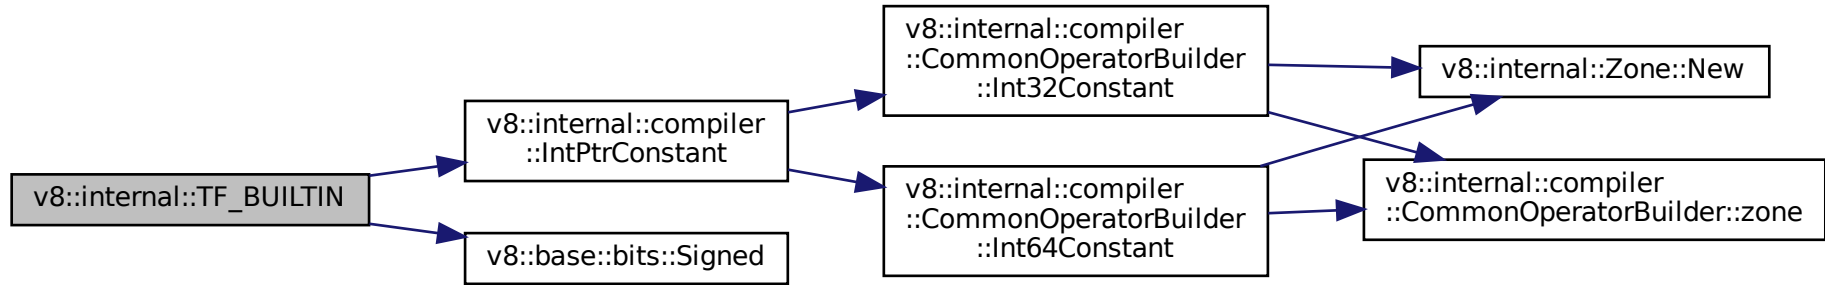 v8::internal::TF_BUILTIN
v8::internal::compiler
::IntPtrConstant
v8::base::bits::Signed
v8::internal::compiler
::CommonOperatorBuilder
::Int32Constant
v8::internal::compiler
::CommonOperatorBuilder
::Int64Constant
v8::internal::Zone::New
v8::internal::compiler
::CommonOperatorBuilder::zone